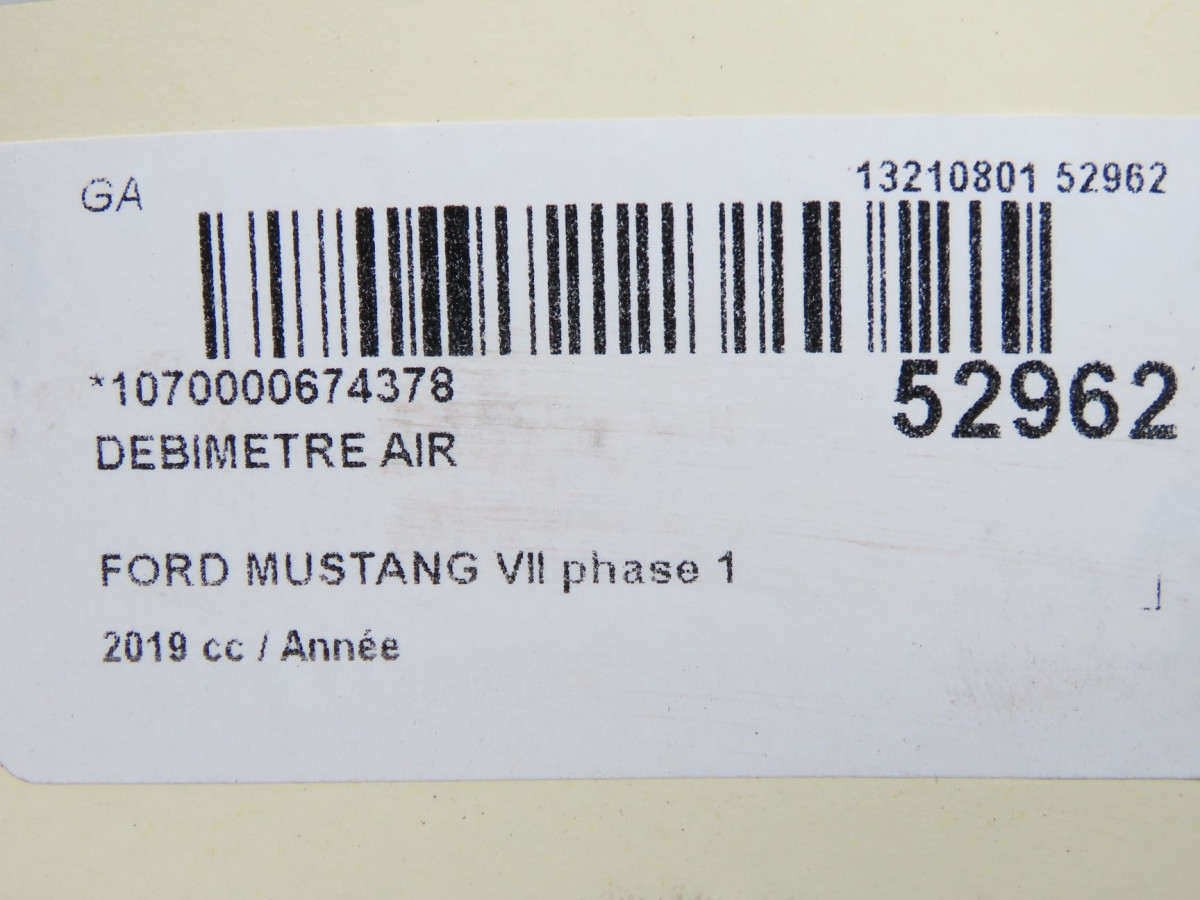 GA
13210801 52962
*1070000674378
52962
DEBIMETRE AIR
FORD MUSTANG VII phase 1
2019 cc / Année